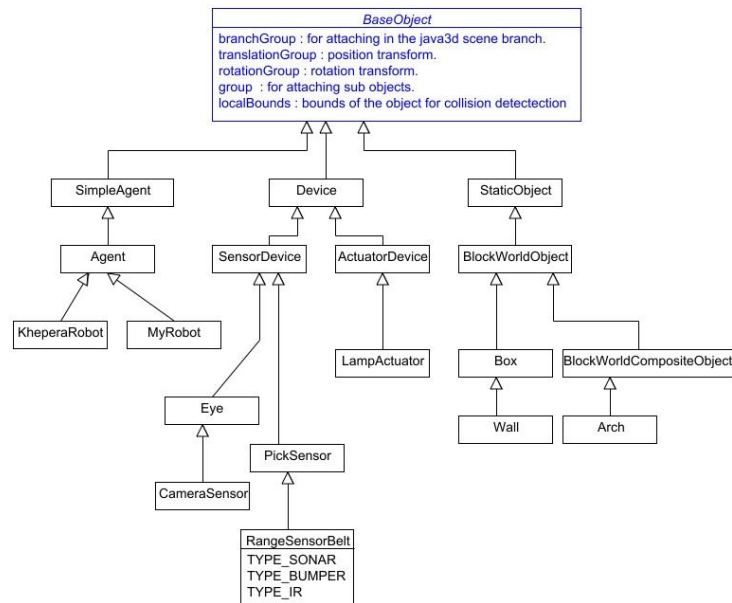 BaseObject
branchGroup : for attaching in the java3d scene branch.
translationGroup : position transform.
rotationGroup : rotation transform.
group : for attaching sub objects.
localBounds : bounds of the object for collision detectection
SimpleAgent
Device
StaticObject
Agent
SensorDevice
ActuatorDevice
BlockWorldObject
KheperaRobot
MyRobot
LampActuator
Box
BlockWorldCompositeObject
Eye
Wall
Arch
PickSensor
CameraSensor
RangeSensorBelt
TYPE_SONAR
TYPE_BUMPER
TYPE_IR